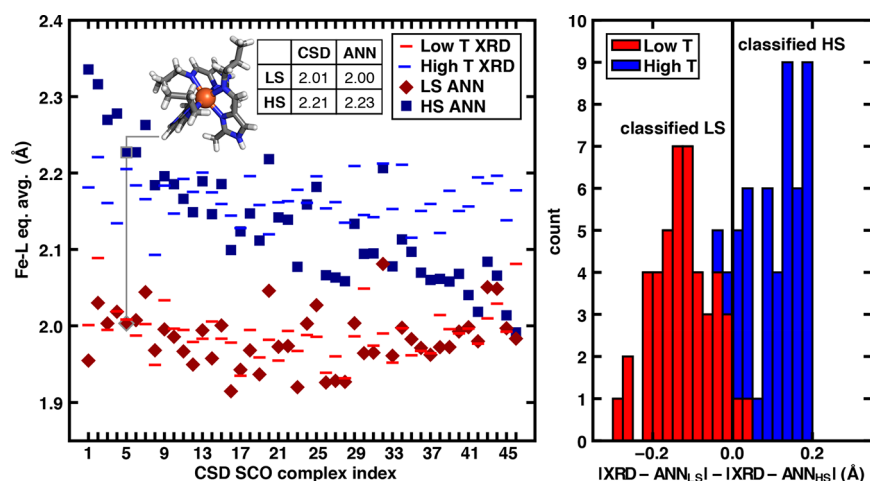 2.4
2.3
2.2
2.1
2.0
1.9
Fe-L eq. avg. (Å)
CSD ANN
LS 2.01 2.00
HS 2.21 2.23
Low T XRD
High T XRD
LS ANN
HS ANN
1 5 9 13 17 21 25 29 33 37 41 45
CSD SCO complex index
10
9
8
7
6
5
4
3
2
1
0
count
Low T
High T
classified HS
classified LS
−0.2 0.0 0.2
|XRD − ANN_LS| − |XRD − ANN_HS| (Å)